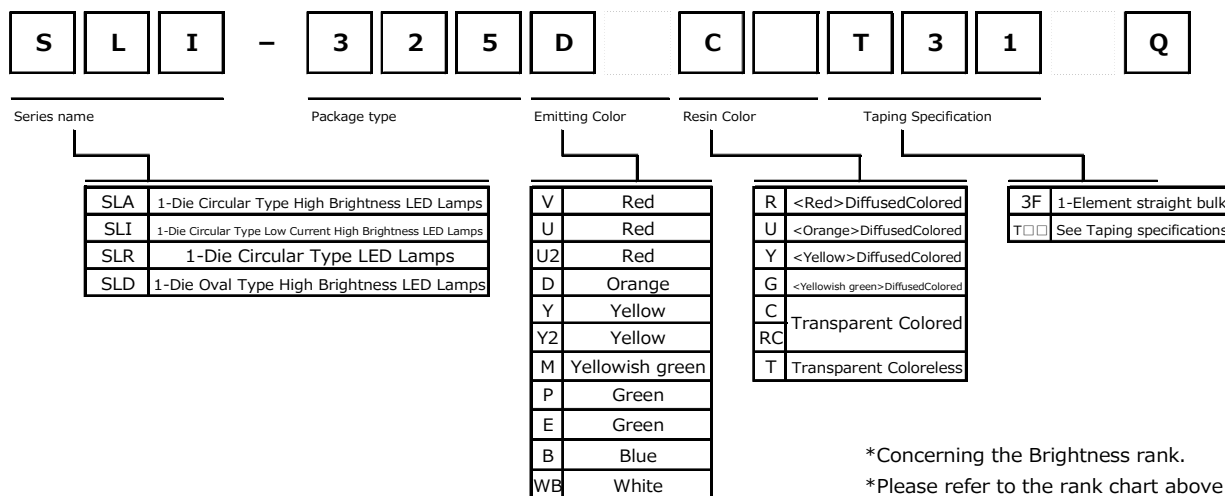 S L I – 3 2 5 D C T 3 1 Q
Series name Package type Emitting Color Resin Color Taping Specification
SLA 1-Die Circular Type High Brightness LED Lamps
SLI 1-Die Circular Type Low Current High Brightness LED Lamps
SLR 1-Die Circular Type LED Lamps
SLD 1-Die Oval Type High Brightness LED Lamps
V Red
U Red
U2 Red
D Orange
Y Yellow
Y2 Yellow
M Yellowish green
P Green
E Green
B Blue
WB White
R <Red>DiffusedColored
U <Orange>DiffusedColored
Y <Yellow>DiffusedColored
G <Yellowish green>DiffusedColored
C Transparent Colored
RC
T Transparent Coloreless
3F 1-Element straight bulk
T□□ See Taping specifications
*Concerning the Brightness rank.
*Please refer to the rank chart above